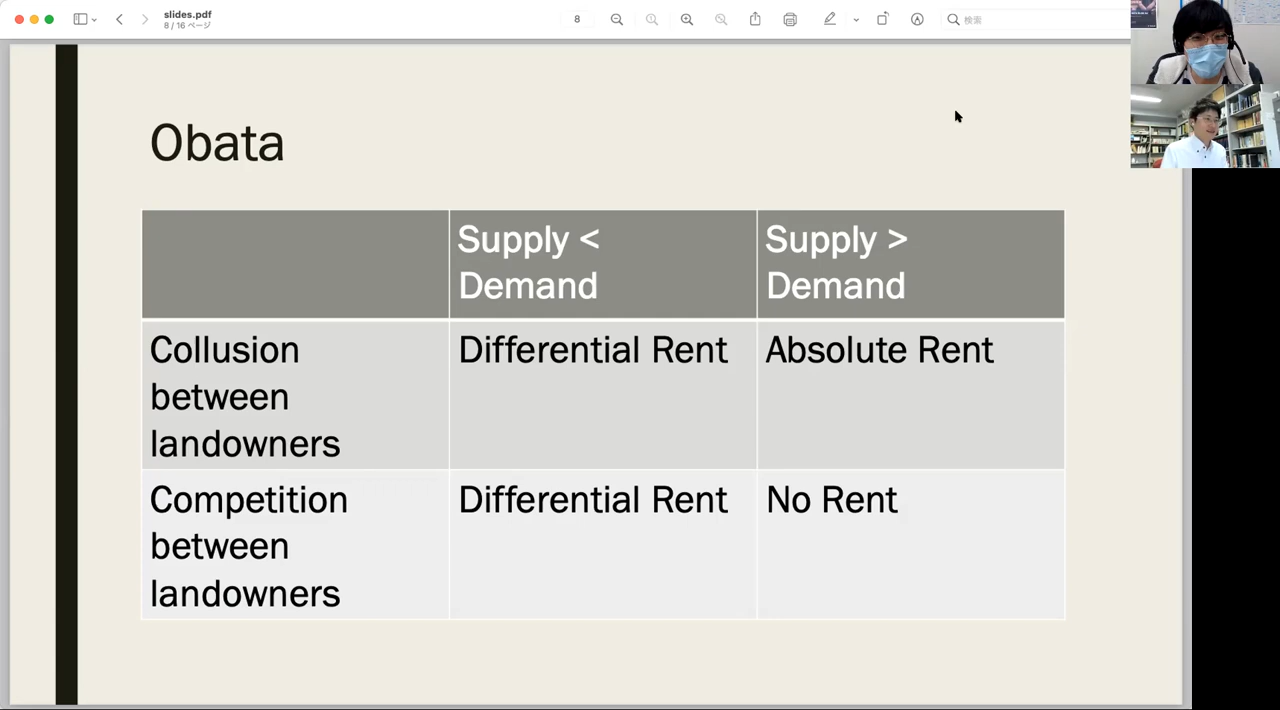 slides.pdf
8 / 16 ページ
8
検索
Obata
Supply <
Demand
Supply >
Demand
Collusion
between
landowners
Differential Rent
Absolute Rent
Competition
between
landowners
Differential Rent
No Rent